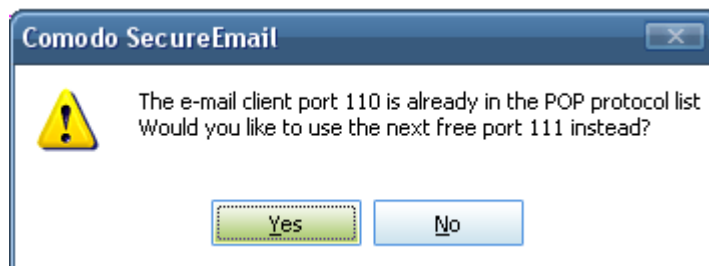 Comodo SecureEmail
The e-mail client port 110 is already in the POP protocol list
Would you like to use the next free port 111 instead?
Yes
No